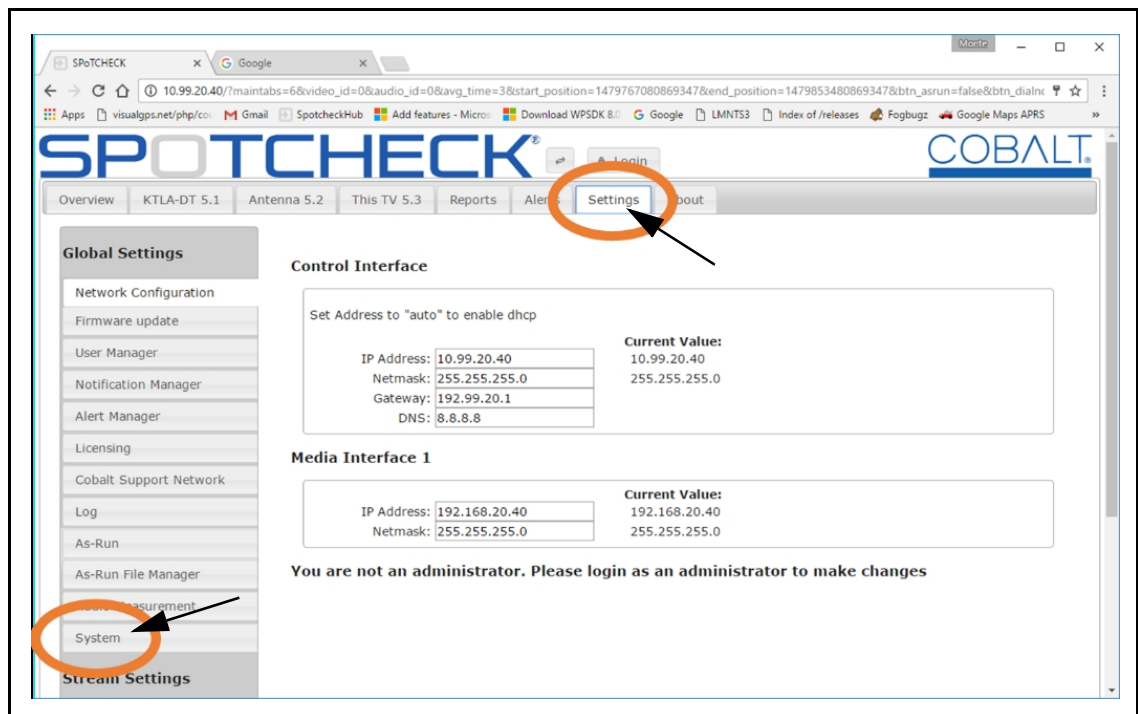 Monte
SPoTCHECK
Google
10.99.20.40/?maintabs=6&video_id=0&audio_id=0&avg_time=3&start_position=1479767080869347&end_position=1479853480869347&btn_asrun=false&btn_dialnc
Apps visualgps.net/php/co Gmail SpotcheckHub Add features - Micros Download WPSDK 8.0 Google LMNTS3 Index of /releases Fogbugz Google Maps APRS »
SPOTCHECK® Login COBALT.
Overview KTLA-DT 5.1 Antenna 5.2 This TV 5.3 Reports Settings
Global Settings
Network Configuration
Firmware update
User Manager
Notification Manager
Alert Manager
Licensing
Cobalt Support Network
Log
As-Run
As-Run File Manager
System
Stream Settings
Control Interface
Set Address to "auto" to enable dhcp
Current Value:
IP Address: 10.99.20.40 10.99.20.40
Netmask: 255.255.255.0 255.255.255.0
Gateway: 192.99.20.1
DNS: 8.8.8.8
Media Interface 1
Current Value:
IP Address: 192.168.20.40 192.168.20.40
Netmask: 255.255.255.0 255.255.255.0
You are not an administrator. Please login as an administrator to make changes